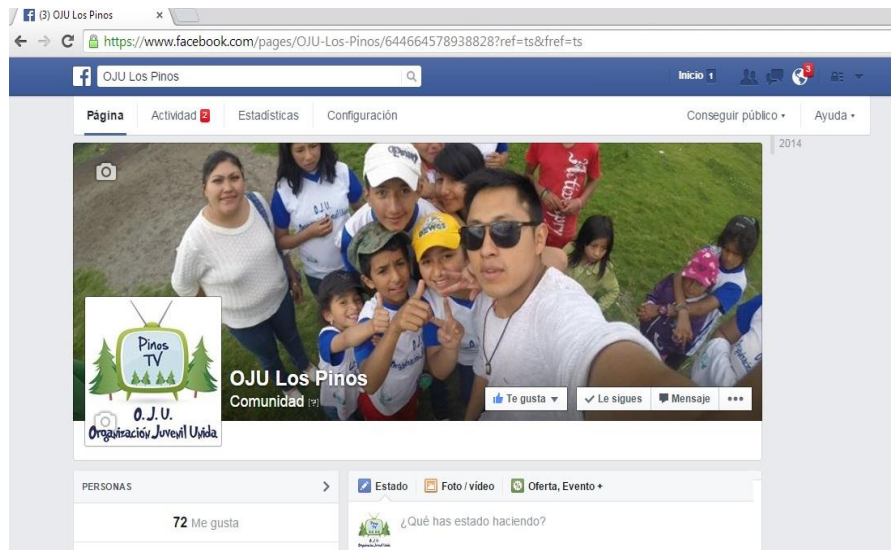 (3) OJU Los Pinos
https://www.facebook.com/pages/OJU-Los-Pinos/644664578938828?ref=ts&fref=ts
OJU Los Pinos
Inicio 1
3
Página Actividad 2 Estadísticas Configuración Conseguir público Ayuda
2014
O.J.U.
Pinos
TV
O.J.U.
Organización Juvenil Unida
OJU Los Pinos
Comunidad [?]
Te gusta Le sigues Mensaje
PERSONAS
72 Me gusta
Estado Foto / vídeo Oferta, Evento +
¿Qué has estado haciendo?